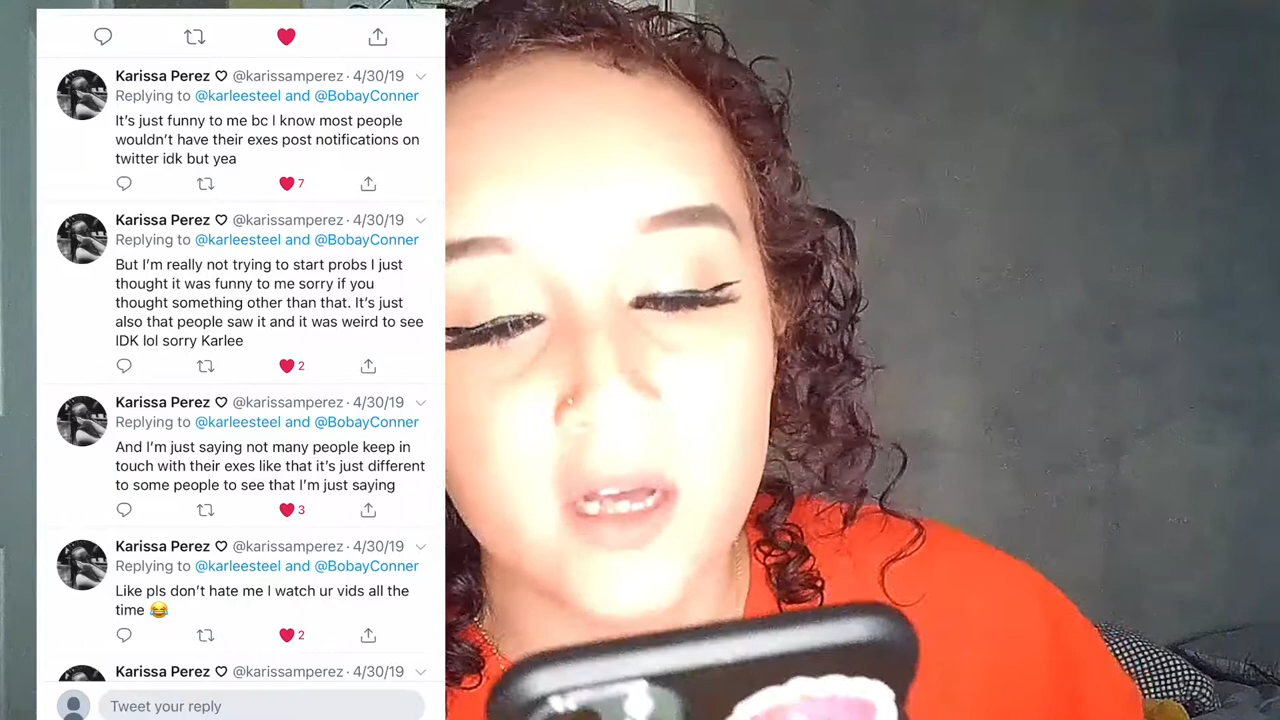 Karissa Perez ♡ @karissamperez · 4/30/19
Replying to @karleesteel and @BobayConner
It's just funny to me bc I know most people
wouldn't have their exes post notifications on
twitter idk but yea
7
Karissa Perez ♡ @karissamperez · 4/30/19
Replying to @karleesteel and @BobayConner
But I'm really not trying to start probs I just
thought it was funny to me sorry if you
thought something other than that. It's just
also that people saw it and it was weird to see
IDK lol sorry Karlee
2
Karissa Perez ♡ @karissamperez · 4/30/19
Replying to @karleesteel and @BobayConner
And I'm just saying not many people keep in
touch with their exes like that it's just different
to some people to see that I'm just saying
3
Karissa Perez ♡ @karissamperez · 4/30/19
Replying to @karleesteel and @BobayConner
Like pls don't hate me I watch ur vids all the
time 😂
2
Karissa Perez ♡ @karissamperez · 4/30/19
Tweet your reply